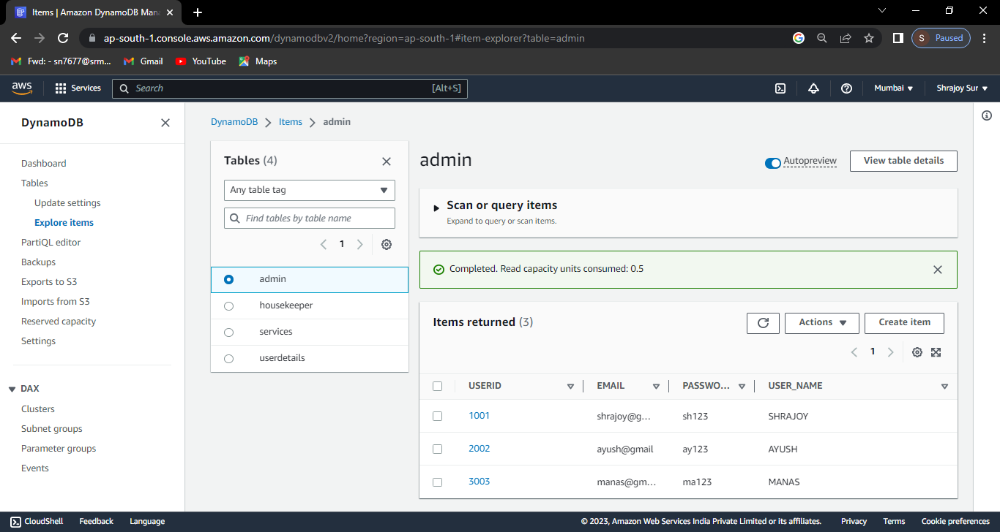 Items | Amazon DynamoDB Mana
ap-south-1.console.aws.amazon.com/dynamodbv2/home?region=ap-south-1#item-explorer?table=admin
S Paused
Fwd: - sn7677@srm... Gmail YouTube Maps
aws Services Search [Alt+S] Mumbai Shrajoy Sur
DynamoDB
Dashboard
Tables
Update settings
Explore items
PartiQL editor
Backups
Exports to S3
Imports from S3
Reserved capacity
Settings
DAX
Clusters
Subnet groups
Parameter groups
Events
DynamoDB Items admin
Tables (4)
Any table tag
Find tables by table name
1
admin
housekeeper
services
userdetails
admin
Autopreview View table details
Scan or query items
Expand to query or scan items.
Completed. Read capacity units consumed: 0.5
Items returned (3)
Actions Create item
1
USERID EMAIL PASSWO... USER_NAME
1001 shrajoy@g... sh123 SHRAJOY
2002 ayush@gmail ay123 AYUSH
3003 manas@gm... ma123 MANAS
CloudShell Feedback Language © 2023, Amazon Web Services India Private Limited or its affiliates. Privacy Terms Cookie preferences